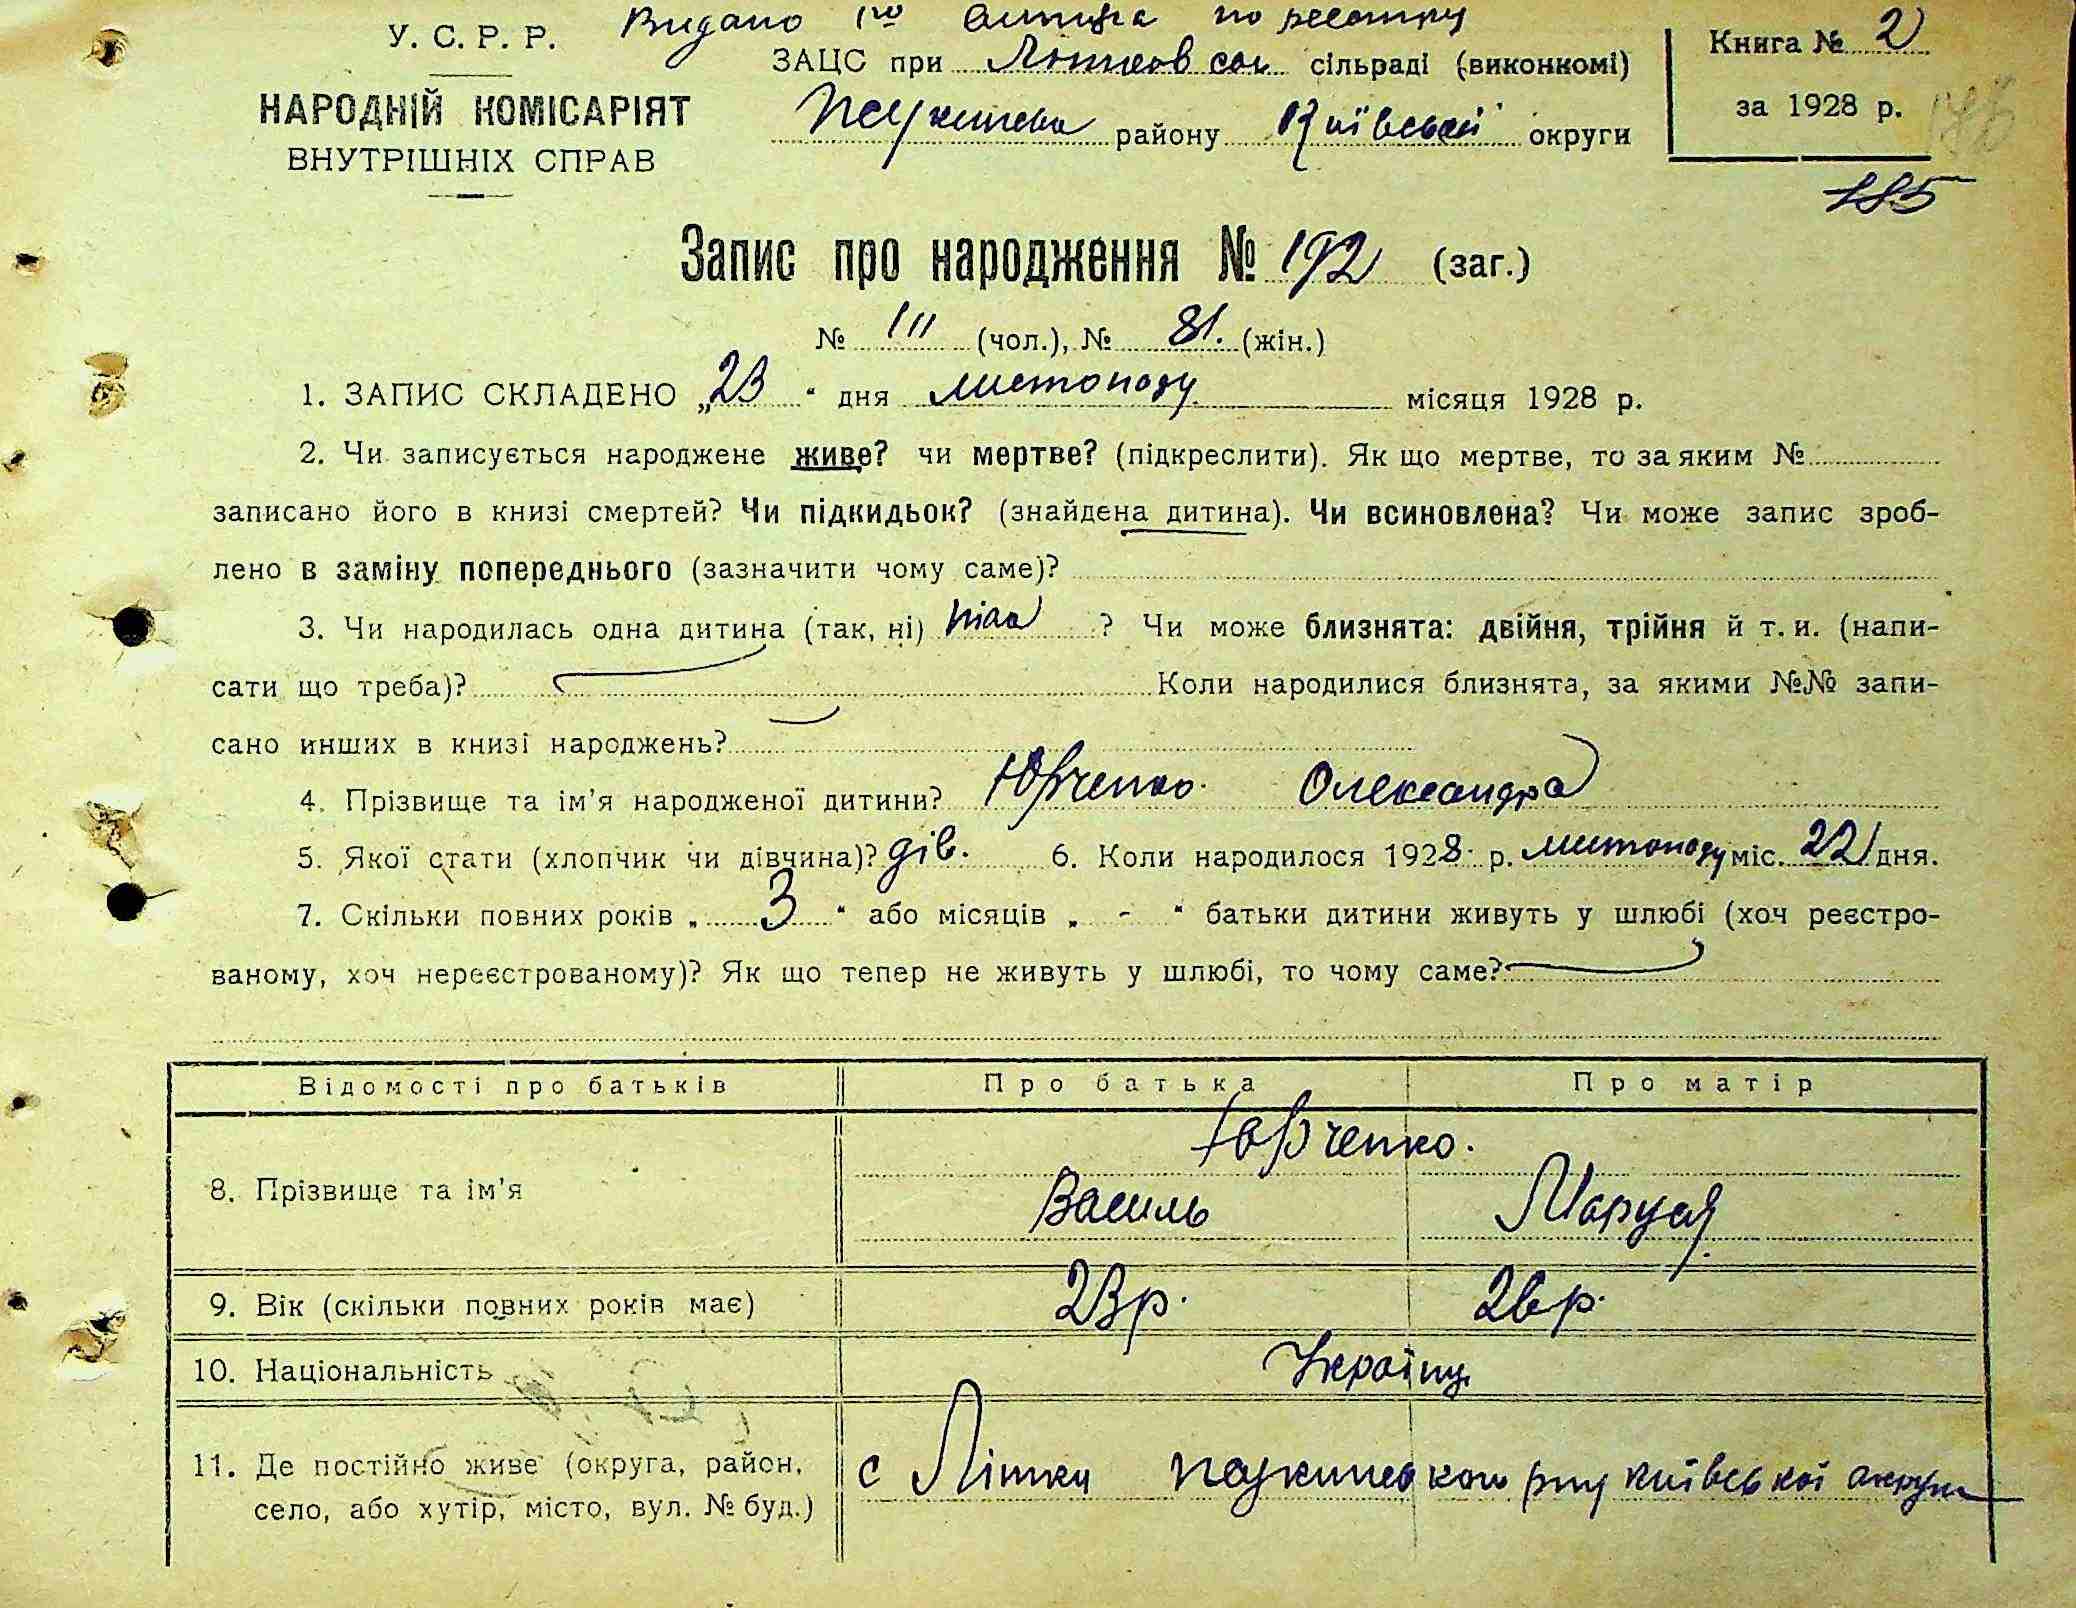 Видано по реєстру
У. С. Р. Р.
ЗАЦС при сільраді (виконкомі)
Книга № 2
НАРОДНІЙ КОМІСАРІЯТ
району Київської округи
за 1928 р.
ВНУТРІШНІХ СПРАВ
185
Запис про народження № 192 (заг.)
№ 111 (чол.), № 81. (жін.)
1. ЗАПИС СКЛАДЕНО „23“ дня листопаду місяця 1928 р.
2. Чи записується народжене живе? чи мертве? (підкреслити). Як що мертве, то за яким №
записано його в книзі смертей? Чи підкидьок? (знайдена дитина). Чи всиновлена? Чи може запис зроб-
лено в заміну попереднього (зазначити чому саме)?
3. Чи народилась одна дитина (так, ні) так ? Чи може близнята: двійня, трійня й т. и. (напи-
сати що треба)? Коли народилися близнята, за якими №№ запи-
сано инших в книзі народжень?
4. Прізвище та ім'я народженої дитини? Юрченко. Олександра
5. Якої стати (хлопчик чи дівчина)? дів. 6. Коли народилося 1928 р. листопаду міс. 22 дня.
7. Скільки повних років „ 3 “ або місяців „ - “ батьки дитини живуть у шлюбі (хоч реєстро-
ваному, хоч нереєстрованому)? Як що тепер не живуть у шлюбі, то чому саме?
Відомості про батьків Про батька Про матір
Юрченко.
8. Прізвище та ім'я Василь Маруся
9. Вік (скільки повних років має) 23 р. 26 р.
10. Національність Українці
11. Де постійно живе (округа, район, с Літки київської округи
село, або хутір, місто, вул. № буд.)